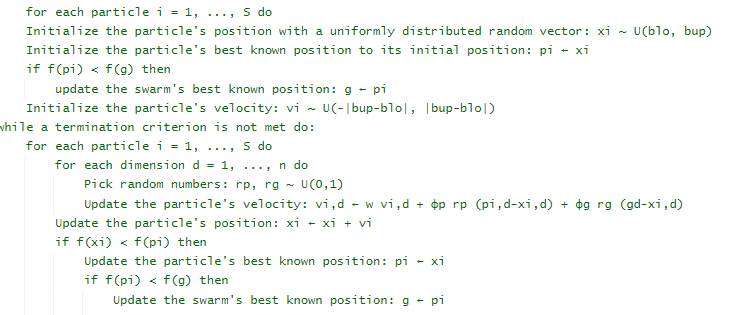 for each particle i = 1, ..., S do
Initialize the particle's position with a uniformly distributed random vector: xi ~ U(blo, bup)
Initialize the particle's best known position to its initial position: pi ← xi
if f(pi) < f(g) then
update the swarm's best known position: g ← pi
Initialize the particle's velocity: vi ~ U(-|bup-blo|, |bup-blo|)
while a termination criterion is not met do:
for each particle i = 1, ..., S do
for each dimension d = 1, ..., n do
Pick random numbers: rp, rg ~ U(0,1)
Update the particle's velocity: vi,d ← w vi,d + φp rp (pi,d-xi,d) + φg rg (gd-xi,d)
Update the particle's position: xi ← xi + vi
if f(xi) < f(pi) then
Update the particle's best known position: pi ← xi
if f(pi) < f(g) then
Update the swarm's best known position: g ← pi